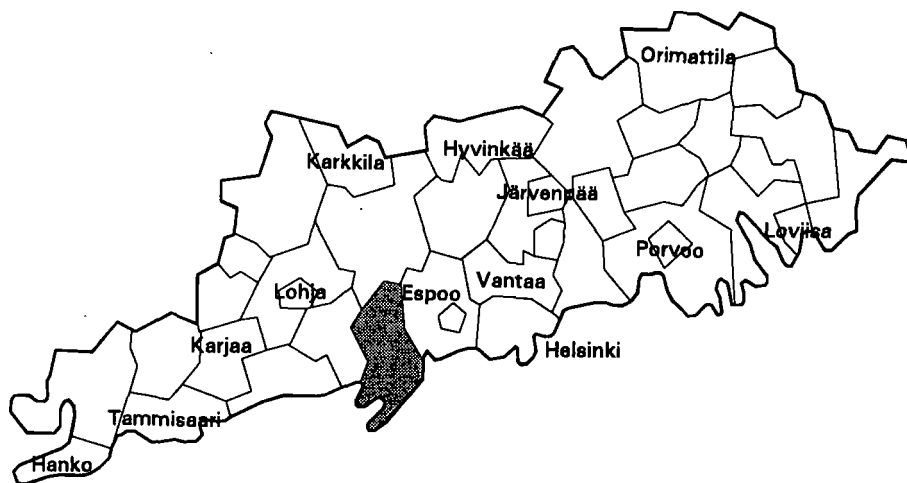 Orimattila
Karkkila
Hyvinkää
Järvenpää
Loviisa
Porvoo
Vantaa
Espoo
Lohja
Karjaa
Helsinki
Tammisaari
Hanko